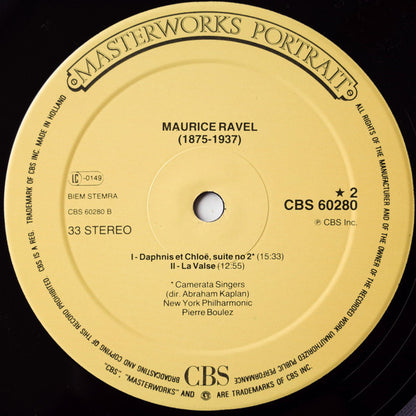 MASTERWORKS PORTRAIT
MAURICE RAVEL
(1875-1937)
LC -0149
BIEM STEMRA
CBS 60280 B
33 STEREO
★ 2
CBS 60280
℗ CBS Inc.
I - Daphnis et Chloë, suite no 2* (15:33)
II - La Valse (12:55)
* Camerata Singers
(dir. Abraham Kaplan)
New York Philharmonic
Pierre Boulez
CBS
ALL RIGHTS OF THE MANUFACTURER AND OF THE OWNER OF THE RECORDED WORK RESERVED. UNAUTHORIZED PUBLIC PERFORMANCE, BROADCASTING AND COPYING OF THIS RECORD PROHIBITED. CBS IS A REG. TRADEMARK OF CBS INC. MADE IN HOLLAND
"CBS", "MASTERWORKS" AND ARE TRADEMARKS OF CBS INC.